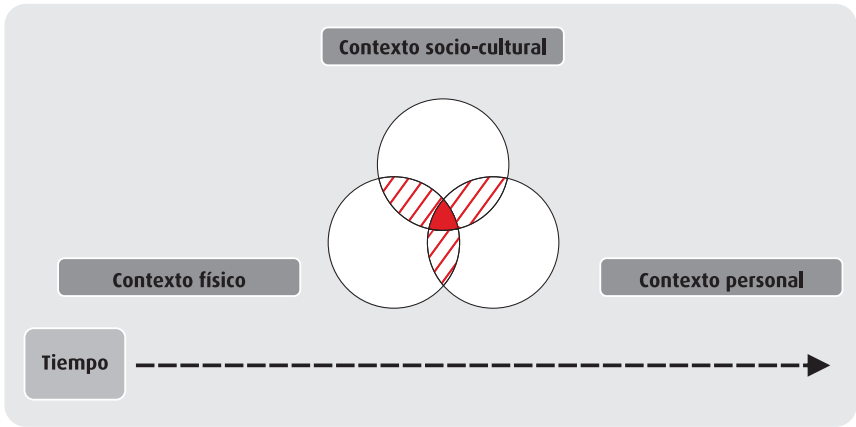 Contexto socio-cultural
Contexto físico
Contexto personal
Tiempo